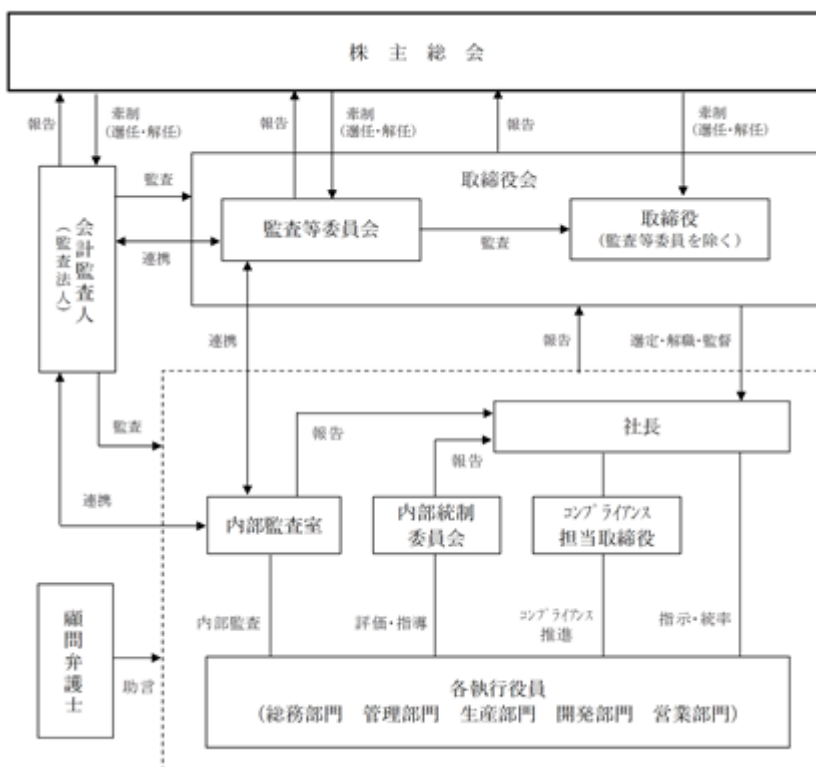 株主総会
報告
牽制
(選任・解任)
報告
牽制
(選任・解任)
報告
牽制
(選任・解任)
会計監査人
(監査法人)
監査
連携
取締役会
監査等委員会
監査
取締役
(監査等委員を除く)
連携
報告
選定・解職・監督
監査
連携
社長
報告
報告
内部監査室
内部統制
委員会
コンプライアンス
担当取締役
顧問弁護士
助言
内部監査
評価・指導
コンプライアンス
推進
指示・統率
各執行役員
(総務部門 管理部門 生産部門 開発部門 営業部門)